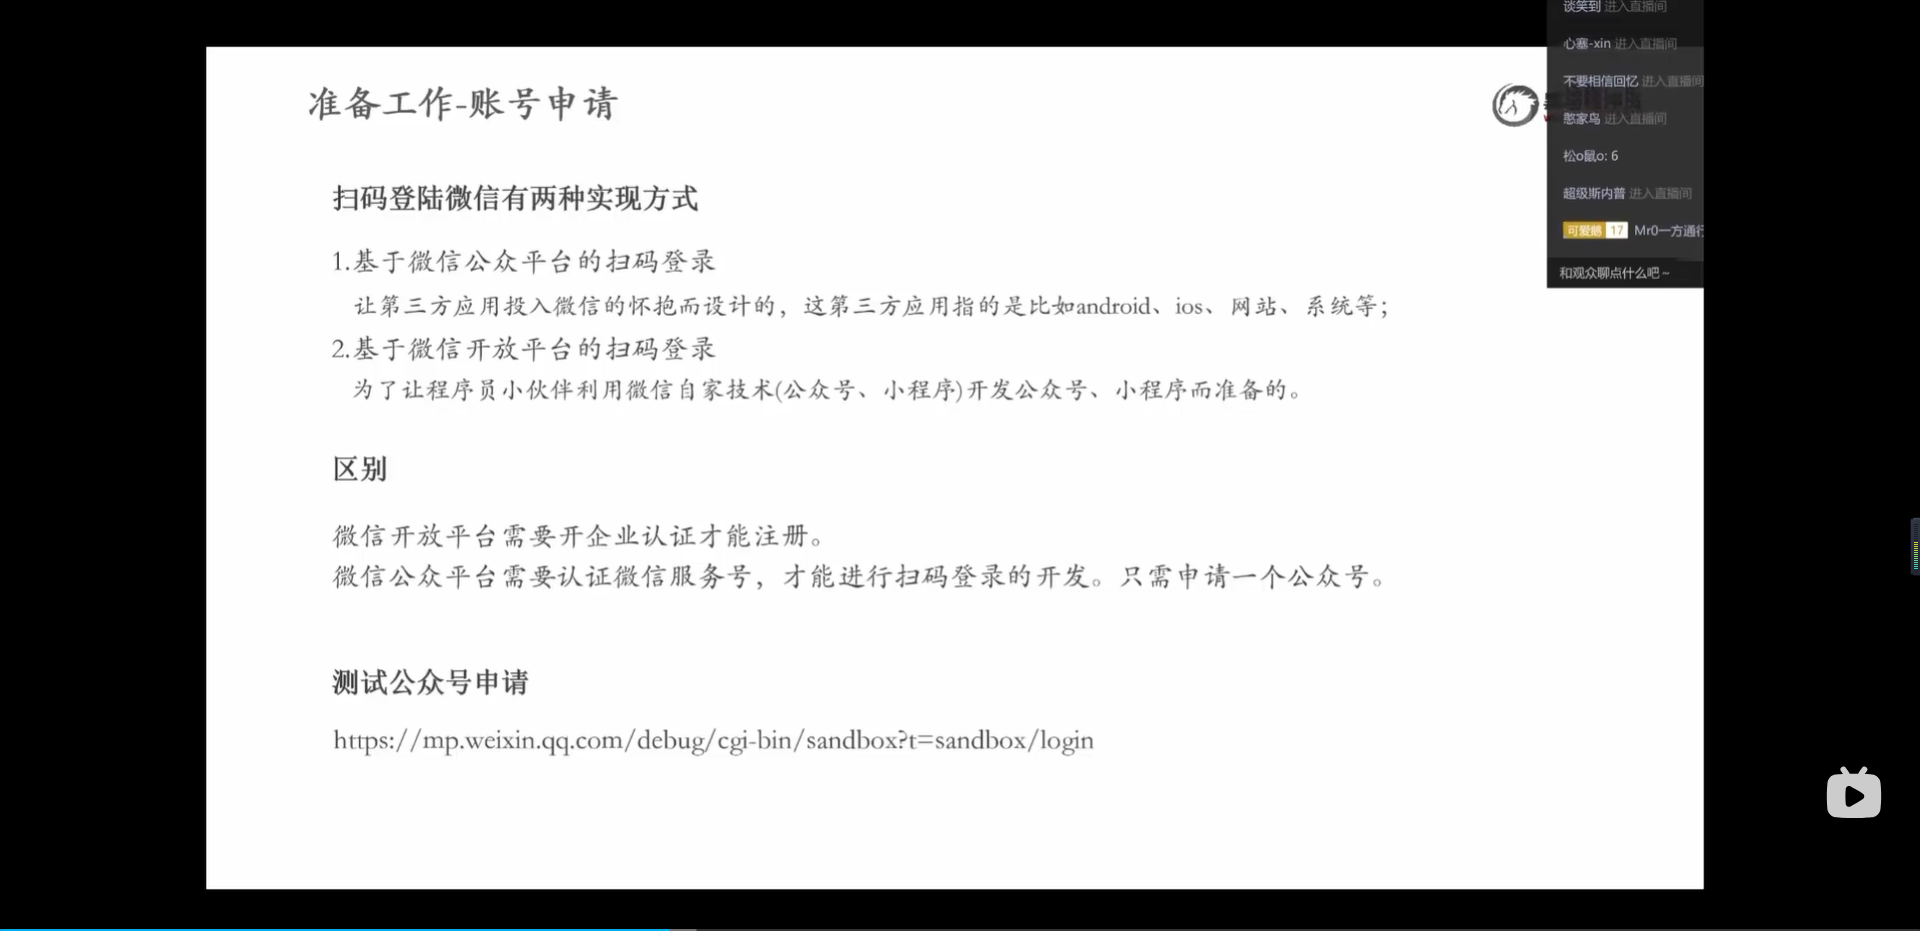 准备工作-账号申请
扫码登陆微信有两种实现方式
1.基于微信公众平台的扫码登录
让第三方应用投入微信的怀抱而设计的，这第三方应用指的是比如android、ios、网站、系统等；
2.基于微信开放平台的扫码登录
为了让程序员小伙伴利用微信自家技术(公众号、小程序)开发公众号、小程序而准备的。
区别
微信开放平台需要开企业认证才能注册。
微信公众平台需要认证微信服务号，才能进行扫码登录的开发。只需申请一个公众号。
测试公众号申请
https://mp.weixin.qq.com/debug/cgi-bin/sandbox?t=sandbox/login
谈笑到 进入直播间
心塞-xin 进入直播间
不要相信回忆 进入直播间
憨家鸟 进入直播间
松o鼠o: 6
超级斯内普 进入直播间
可爱鹅 17 Mr0一方通行
和观众聊点什么吧~